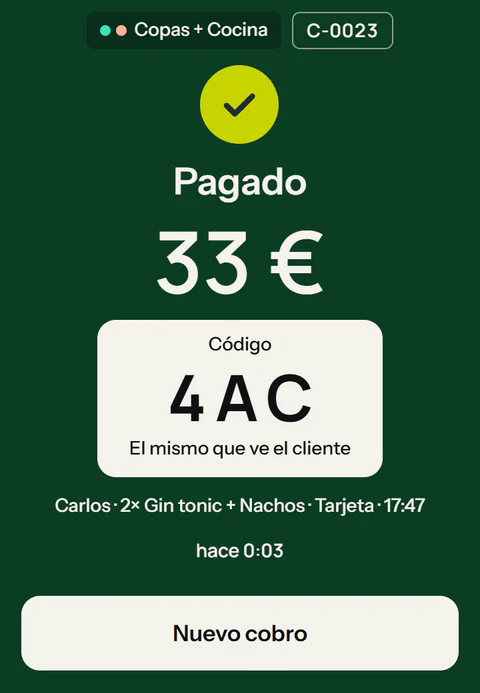 Copas + Cocina
C-0023
Pagado
33 €
Código
4AC
El mismo que ve el cliente
Carlos · 2× Gin tonic + Nachos · Tarjeta · 17:47
hace 0:03
Nuevo cobro